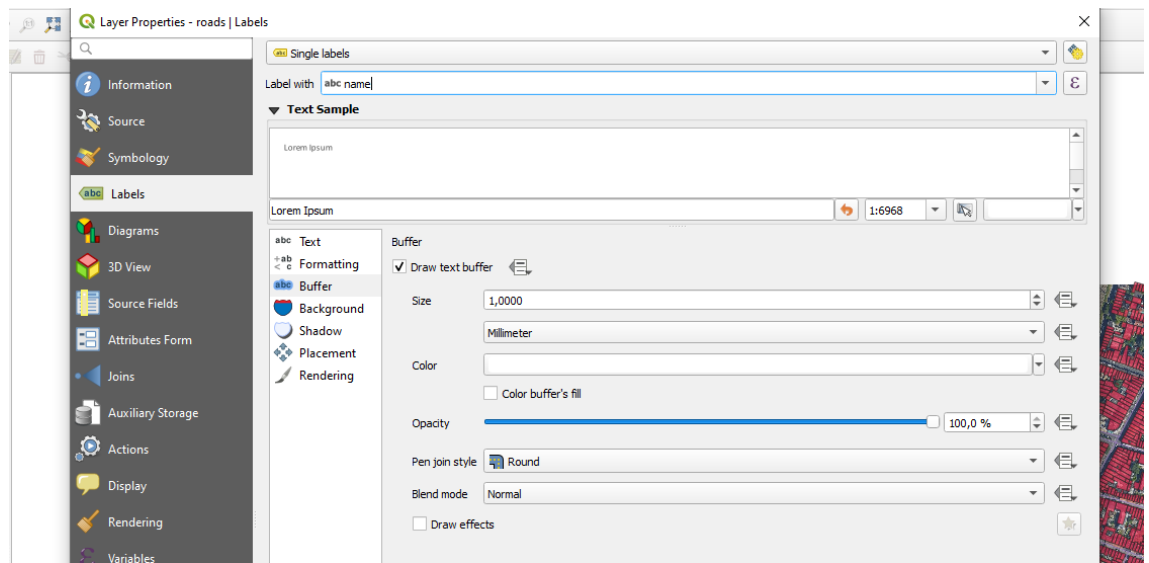 Layer Properties - roads | Labels
Single labels
Information
Label with abc name
ε
Source
Text Sample
Symbology
Lorem Ipsum
abc Labels
Lorem Ipsum
1:6968
Diagrams
abc Text
Buffer
3D View
+ab
< c Formatting
Draw text buffer
abc Buffer
Source Fields
Background
Size 1,0000
Shadow
Attributes Form
Millimeter
Placement
Joins
Rendering
Color
Color buffer's fill
Auxiliary Storage
Opacity 100,0 %
Actions
Pen join style Round
Display
Blend mode Normal
Rendering
Draw effects
ε Variables